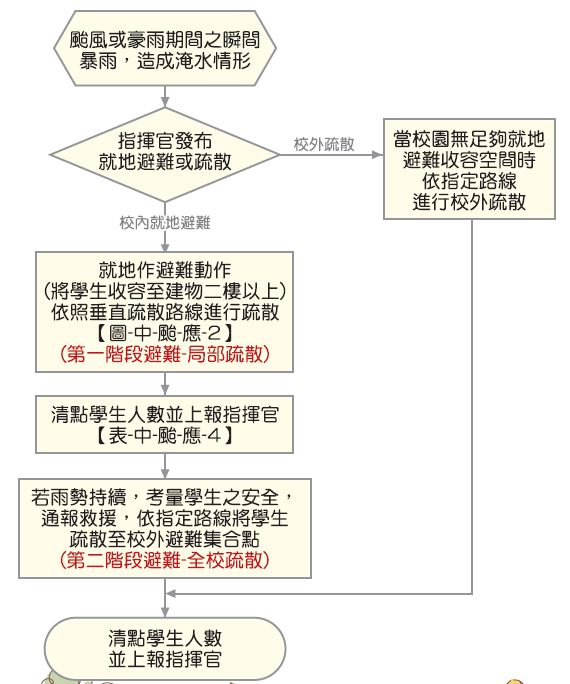 颱風或豪雨期間之瞬間
暴雨，造成淹水情形
指揮官發布
就地避難或疏散
校外疏散
當校園無足夠就地
避難收容空間時
依指定路線
進行校外疏散
校內就地避難
就地作避難動作
(將學生收容至建物二樓以上)
依照垂直疏散路線進行疏散
【圖-中-颱-應-2】
(第一階段避難-局部疏散)
清點學生人數並上報指揮官
【表-中-颱-應-4】
若雨勢持續，考量學生之安全，
通報救援，依指定路線將學生
疏散至校外避難集合點
(第二階段避難-全校疏散)
清點學生人數
並上報指揮官